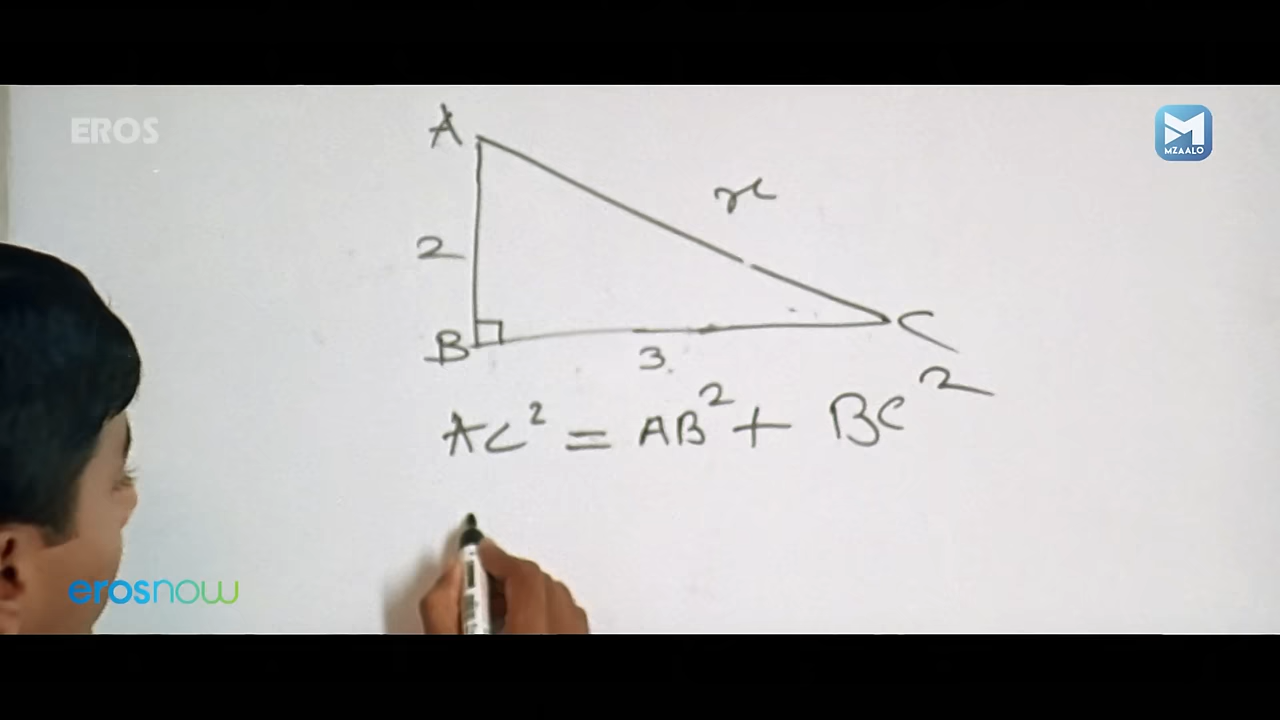 EROS
MZAALO
A
x
2
B
C
3
AC² = AB² + BC²
erosnow